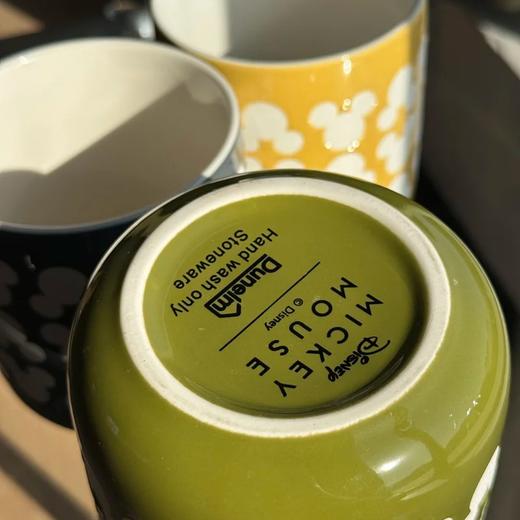 Disney
MICKEY
MOUSE
© Disney
Dunelm
Hand wash only
Stoneware